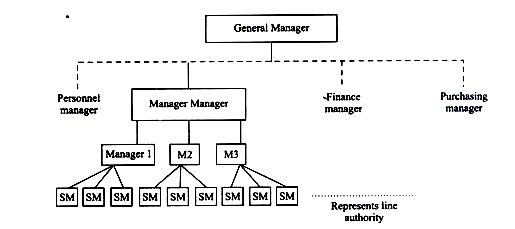 General Manager
Personnel
manager
Manager Manager
Finance
manager
Purchasing
manager
Manager 1
M2
M3
SM SM SM SM SM SM SM SM SM
Represents line
authority